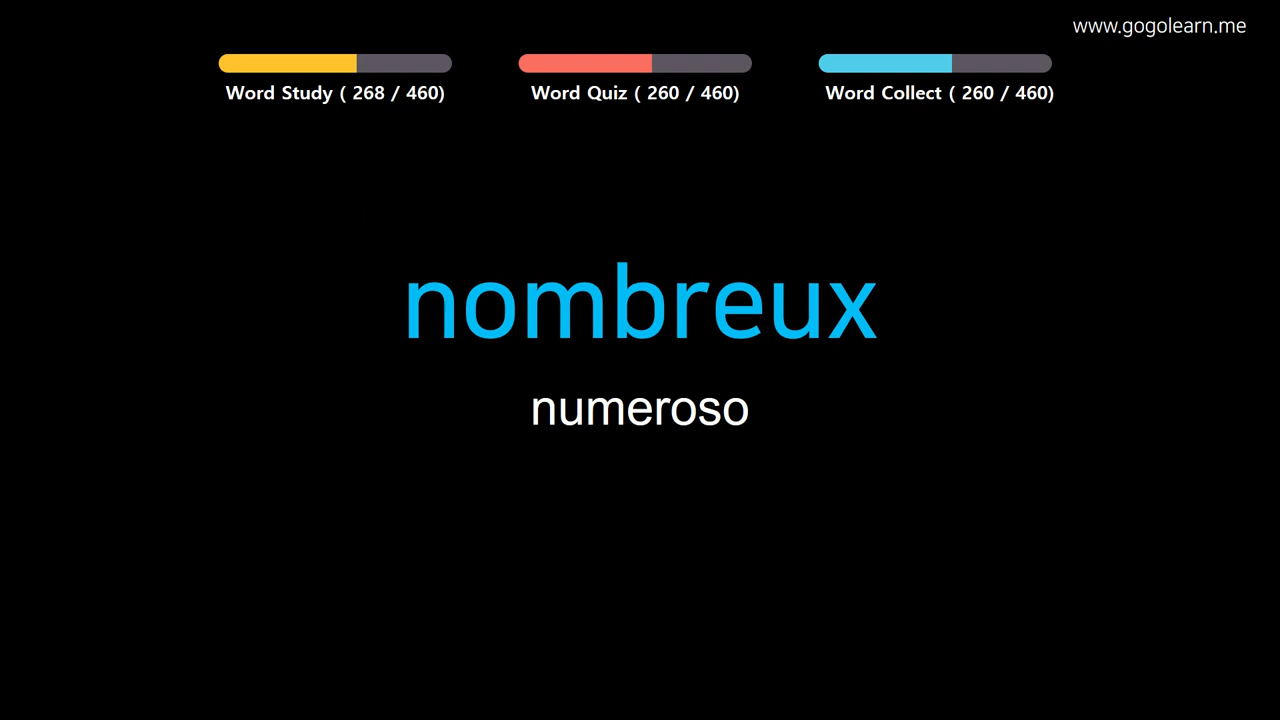 www.gogolearn.me
Word Study ( 268 / 460)
Word Quiz ( 260 / 460)
Word Collect ( 260 / 460)
nombreux
numeroso